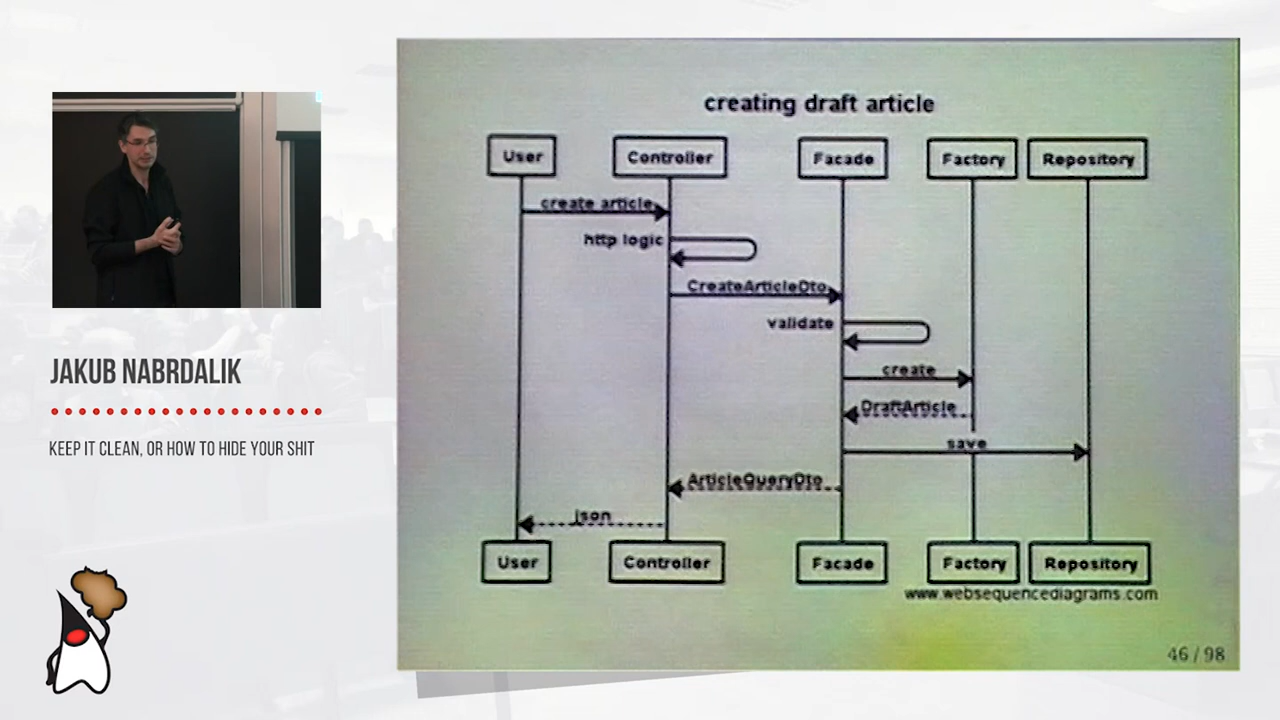 JAKUB NABRDALIK
KEEP IT CLEAN, OR HOW TO HIDE YOUR SHIT
creating draft article
User
Controller
Facade
Factory
Repository
create article
http logic
CreateArticleDto
validate
create
DraftArticle
save
ArticleQueryDto
json
User
Controller
Facade
Factory
Repository
www.websequencediagrams.com
46 / 98